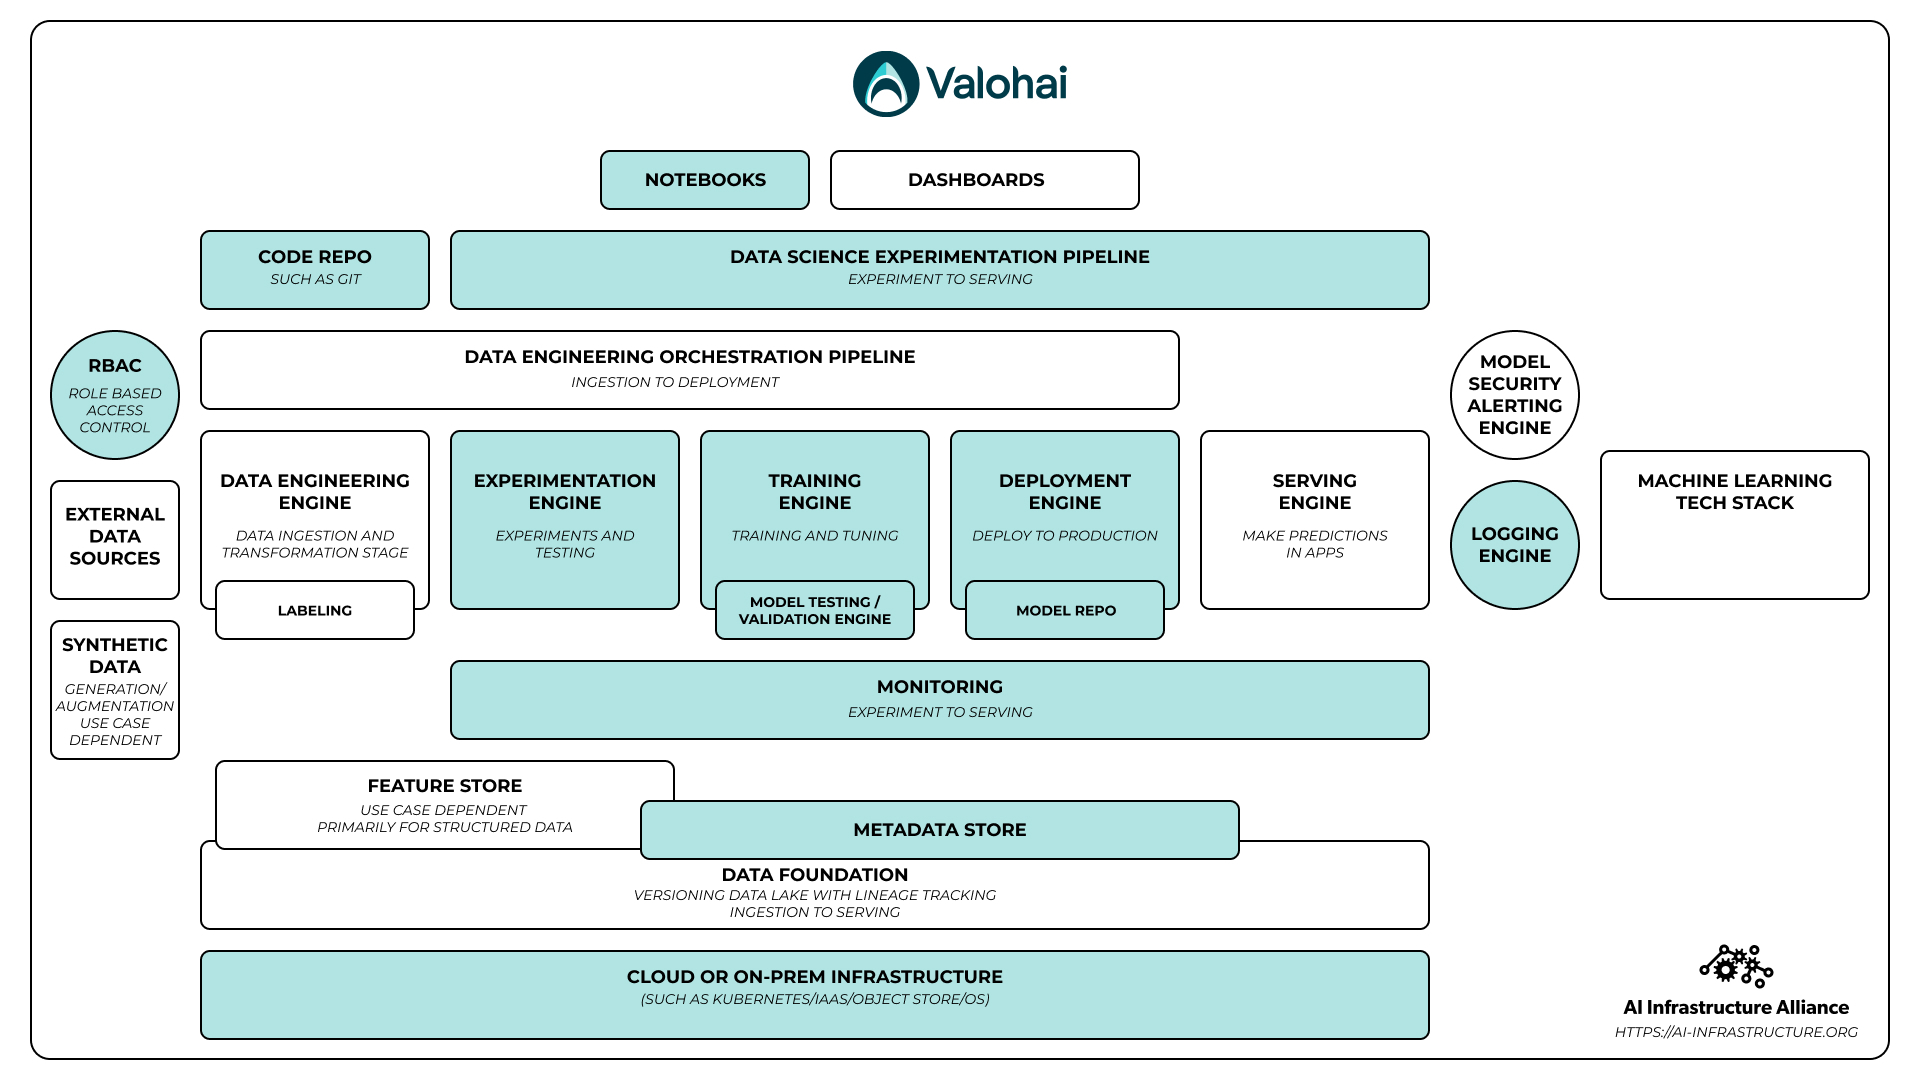 Valohai
NOTEBOOKS
DASHBOARDS
CODE REPO
SUCH AS GIT
DATA SCIENCE EXPERIMENTATION PIPELINE
EXPERIMENT TO SERVING
RBAC
ROLE BASED
ACCESS
CONTROL
DATA ENGINEERING ORCHESTRATION PIPELINE
INGESTION TO DEPLOYMENT
MODEL
SECURITY
ALERTING
ENGINE
EXTERNAL
DATA
SOURCES
DATA ENGINEERING
ENGINE
DATA INGESTION AND
TRANSFORMATION STAGE
LABELING
EXPERIMENTATION
ENGINE
EXPERIMENTS AND
TESTING
TRAINING
ENGINE
TRAINING AND TUNING
MODEL TESTING /
VALIDATION ENGINE
DEPLOYMENT
ENGINE
DEPLOY TO PRODUCTION
MODEL REPO
SERVING
ENGINE
MAKE PREDICTIONS
IN APPS
LOGGING
ENGINE
MACHINE LEARNING
TECH STACK
SYNTHETIC
DATA
GENERATION/
AUGMENTATION
USE CASE
DEPENDENT
MONITORING
EXPERIMENT TO SERVING
FEATURE STORE
USE CASE DEPENDENT
PRIMARILY FOR STRUCTURED DATA
METADATA STORE
DATA FOUNDATION
VERSIONING DATA LAKE WITH LINEAGE TRACKING
INGESTION TO SERVING
CLOUD OR ON-PREM INFRASTRUCTURE
(SUCH AS KUBERNETES/IAAS/OBJECT STORE/OS)
AI Infrastructure Alliance
HTTPS://AI-INFRASTRUCTURE.ORG